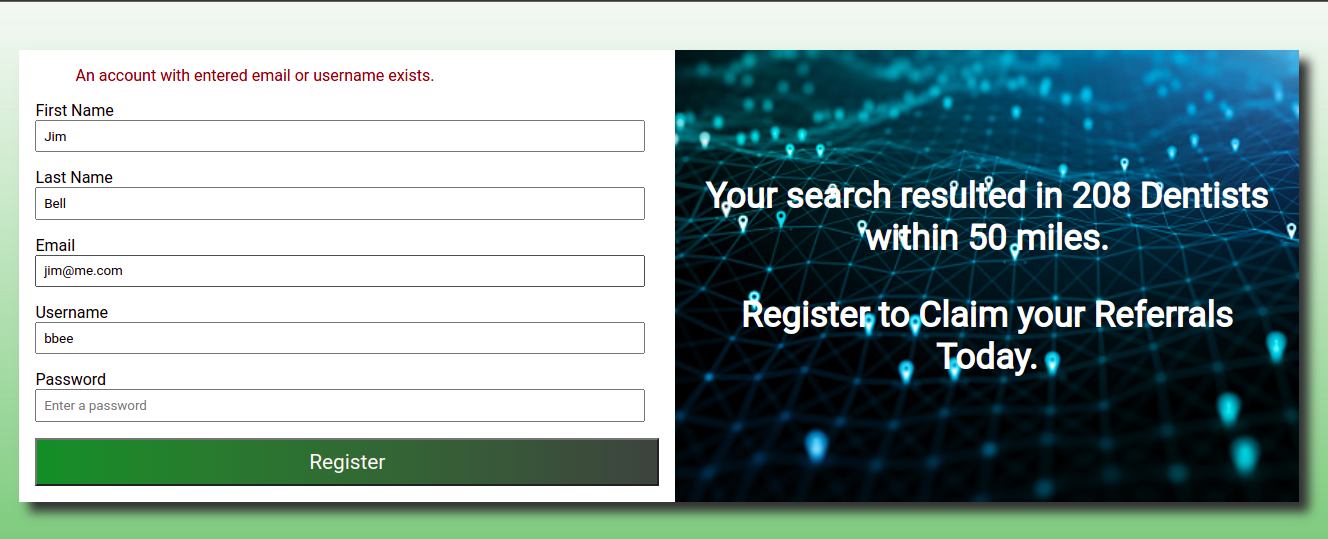 An account with entered email or username exists.
First Name
Jim
Last Name
Bell
Email
jim@me.com
Username
bbee
Password
Enter a password
Register
Your search resulted in 208 Dentists
within 50 miles.
Register to Claim your Referrals
Today.